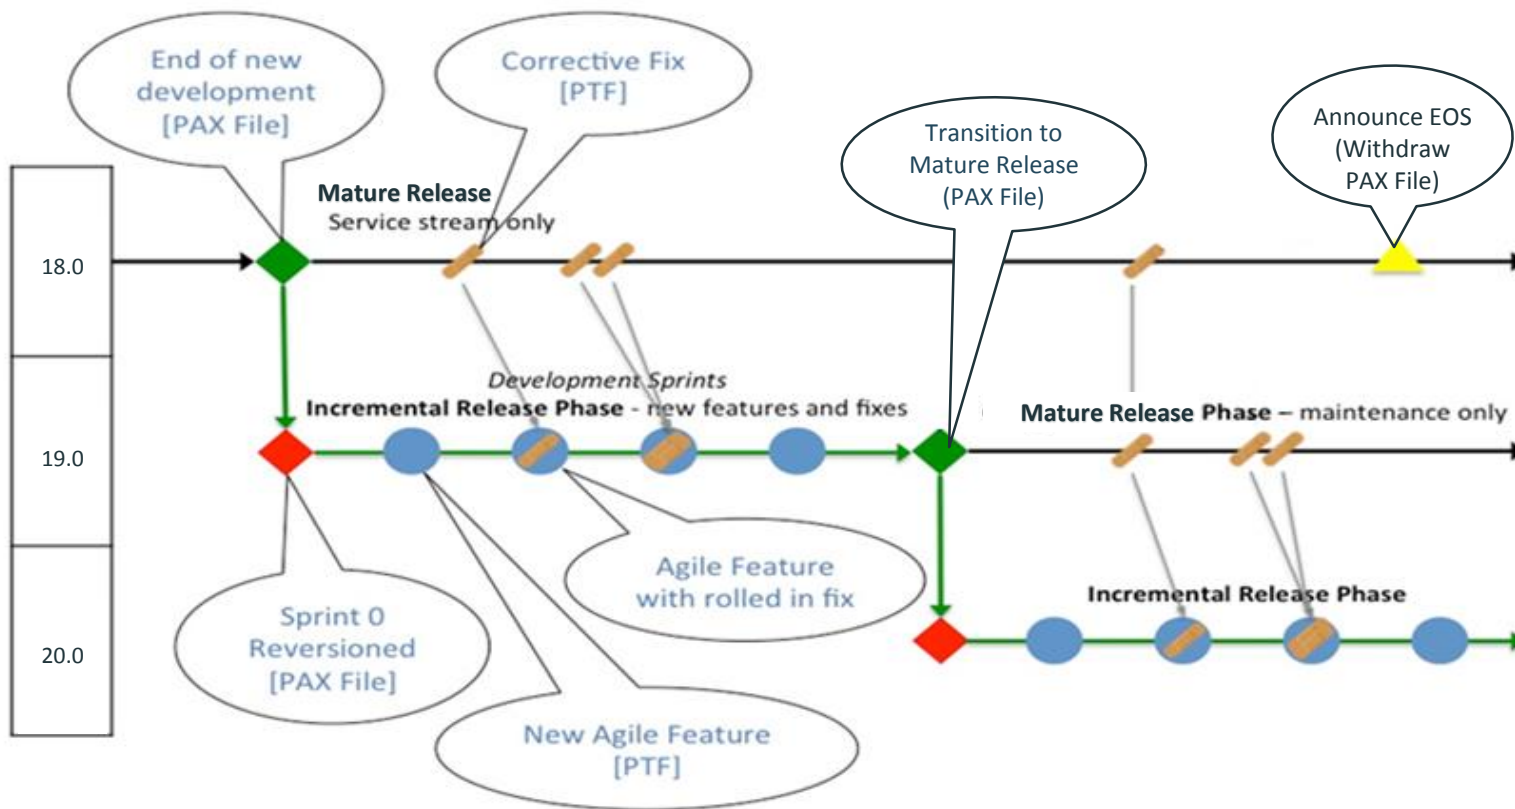 End of new
development
[PAX File]
Corrective Fix
[PTF]
Transition to
Mature Release
(PAX File)
Announce EOS
(Withdraw
PAX File)
Mature Release
Service stream only
18.0
Development Sprints
Incremental Release Phase - new features and fixes
Mature Release Phase – maintenance only
19.0
Agile Feature
with rolled in fix
Incremental Release Phase
Sprint 0
Reversioned
[PAX File]
20.0
New Agile Feature
[PTF]